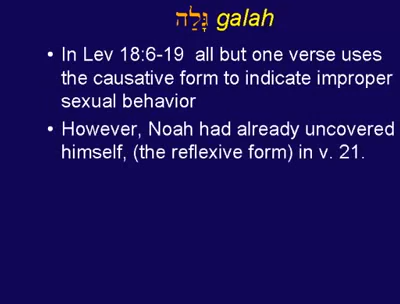 גָּלַה galah
• In Lev 18:6-19 all but one verse uses
the causative form to indicate improper
sexual behavior
• However, Noah had already uncovered
himself, (the reflexive form) in v. 21.